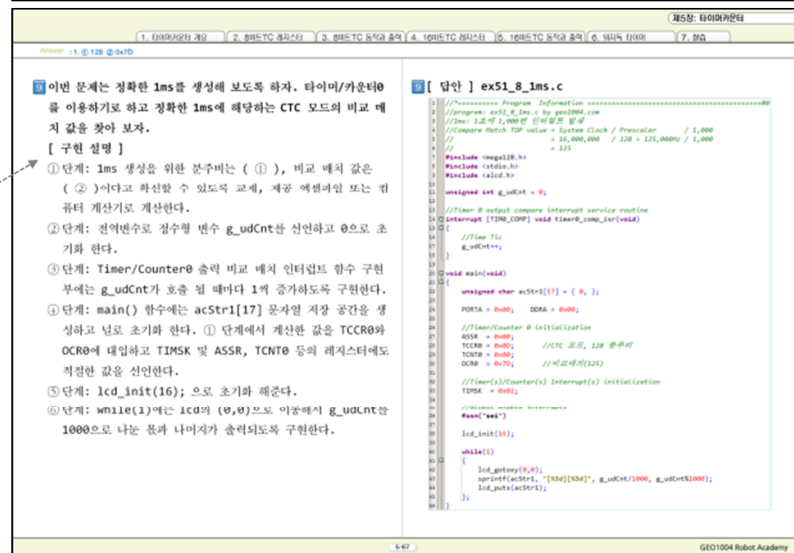 제5장: 타이머카운터
1. 타이머카운터 개요
2. 8비트TC 레지스터
3. 8비트TC 동작과 출력
4. 16비트TC 레지스터
5. 16비트TC 동작과 출력
6. 워치독 타이머
7. 실습
Answer :1. ①128 ②0x7D
9 이번 문제는 정확한 1ms를 생성해 보도록 하자. 타이머/카운터0
를 이용하기로 하고 정확한 1ms에 해당하는 CTC 모드의 비교 매
치 값을 찾아 보자.
[ 구현 설명 ]
①단계: 1ms 생성을 위한 분주비는 ( ① ), 비교 매치 값은
( ② )이다고 확신할 수 있도록 교제, 제공 엑셀파일 또는 컴
퓨터 계산기로 계산한다.
②단계: 전역변수로 정수형 변수 g_udCnt를 선언하고 0으로 초
기화 한다.
③단계: Timer/Counter0 출력 비교 매치 인터럽트 함수 구현
부에는 g_udCnt가 호출 될 때마다 1씩 증가하도록 구현한다.
④단계: main() 함수에는 acStr1[17] 문자열 저장 공간을 생
성하고 널로 초기화 한다. ① 단계에서 계산한 값을 TCCR0와
OCR0에 대입하고 TIMSK 및 ASSR, TCNT0 등의 레지스터에도
적절한 값을 선언한다.
⑤단계: lcd_init(16); 으로 초기화 해준다.
⑥단계: while(1)에는 lcd의 (0,0)으로 이동해서 g_udCnt를
1000으로 나눈 몫과 나머지가 출력되도록 구현한다.
9 [ 답안 ] ex51_8_1ms.c
//*========== Program Information
//program: ex51_8_1ms.c by geo1004.com
//1ms: 1초에 1,000번 인터럽트 발생
//Compare Match TOP value = System Clock / Prescaler / 1,000
// = 16,000,000 / 128 = 125,000Hz / 1,000
// = 125
#include <mega128.h>
#include <stdio.h>
#include <alcd.h>
unsigned int g_udCnt = 0;
//Timer 0 output compare interrupt service routine
interrupt [TIM0_COMP] void timer0_comp_isr(void)
{
//Time Tic
g_udCnt++;
}
void main(void)
{
unsigned char acStr1[17] = { 0, };
PORTA = 0x00; DDRA = 0x00;
//Timer/Counter 0 initialization
ASSR = 0x00;
TCCR0 = 0x0D; //CTC 모드, 128 분주비
TCNT0 = 0x00;
OCR0 = 0x7D; //비교매치(125)
//Timer(s)/Counter(s) Interrupt(s) initialization
TIMSK = 0x02;
//Global enable interrupts
#asm("sei")
lcd_init(16);
while(1)
{
lcd_gotoxy(0,0);
sprintf(acStr1, "[%3d][%3d]", g_udCnt/1000, g_udCnt%1000);
lcd_puts(acStr1);
};
}
6-67
GEO1004 Robot Academy